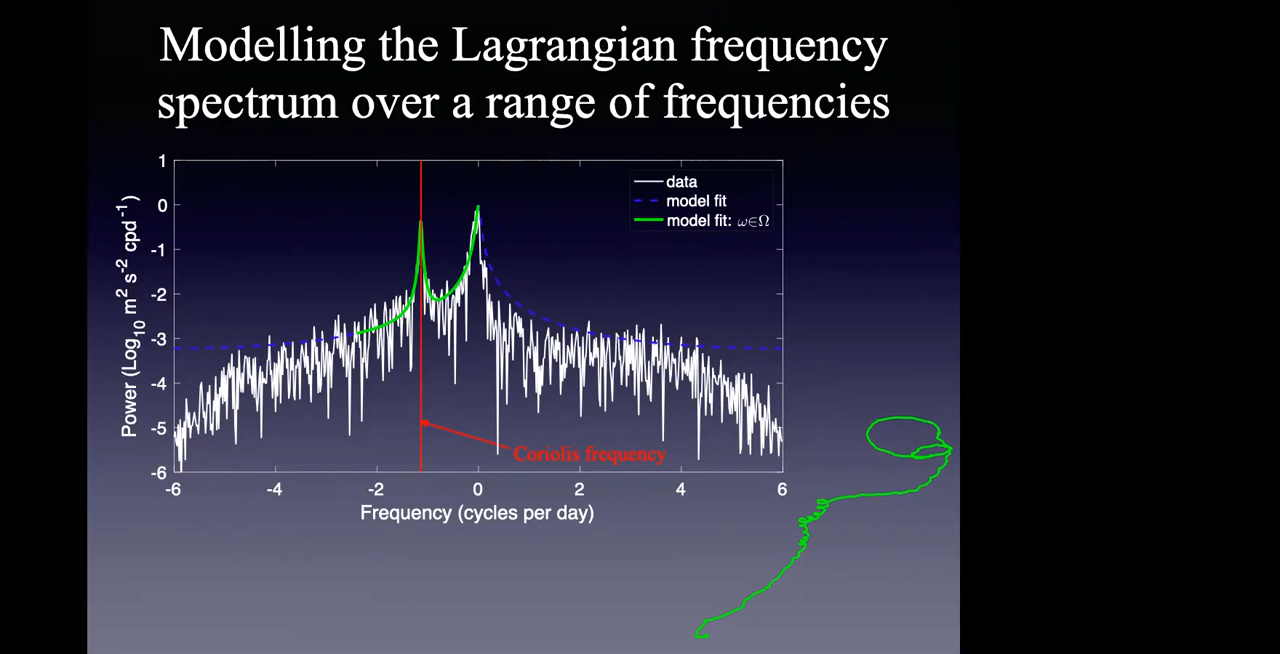 Modelling the Lagrangian frequency
spectrum over a range of frequencies
1
0
-1
-2
-3
-4
-5
-6
Power (Log₁₀ m² s⁻² cpd⁻¹)
data
model fit
model fit: ω∈Ω
Coriolis frequency
-6 -4 -2 0 2 4 6
Frequency (cycles per day)